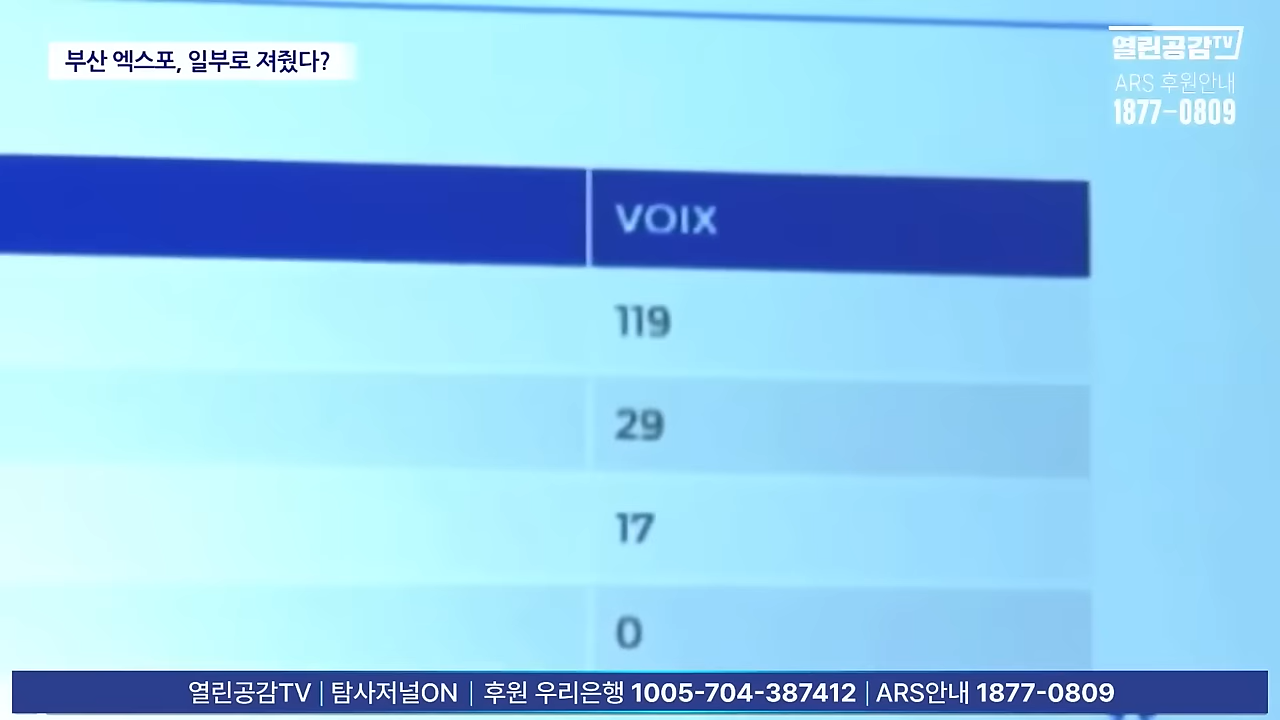 부산 엑스포, 일부로 져줬다?
열린공감TV
ARS 후원안내
1877-0809
VOIX
119
29
17
0
열린공감TV | 탐사저널ON | 후원 우리은행 1005-704-387412 | ARS안내 1877-0809